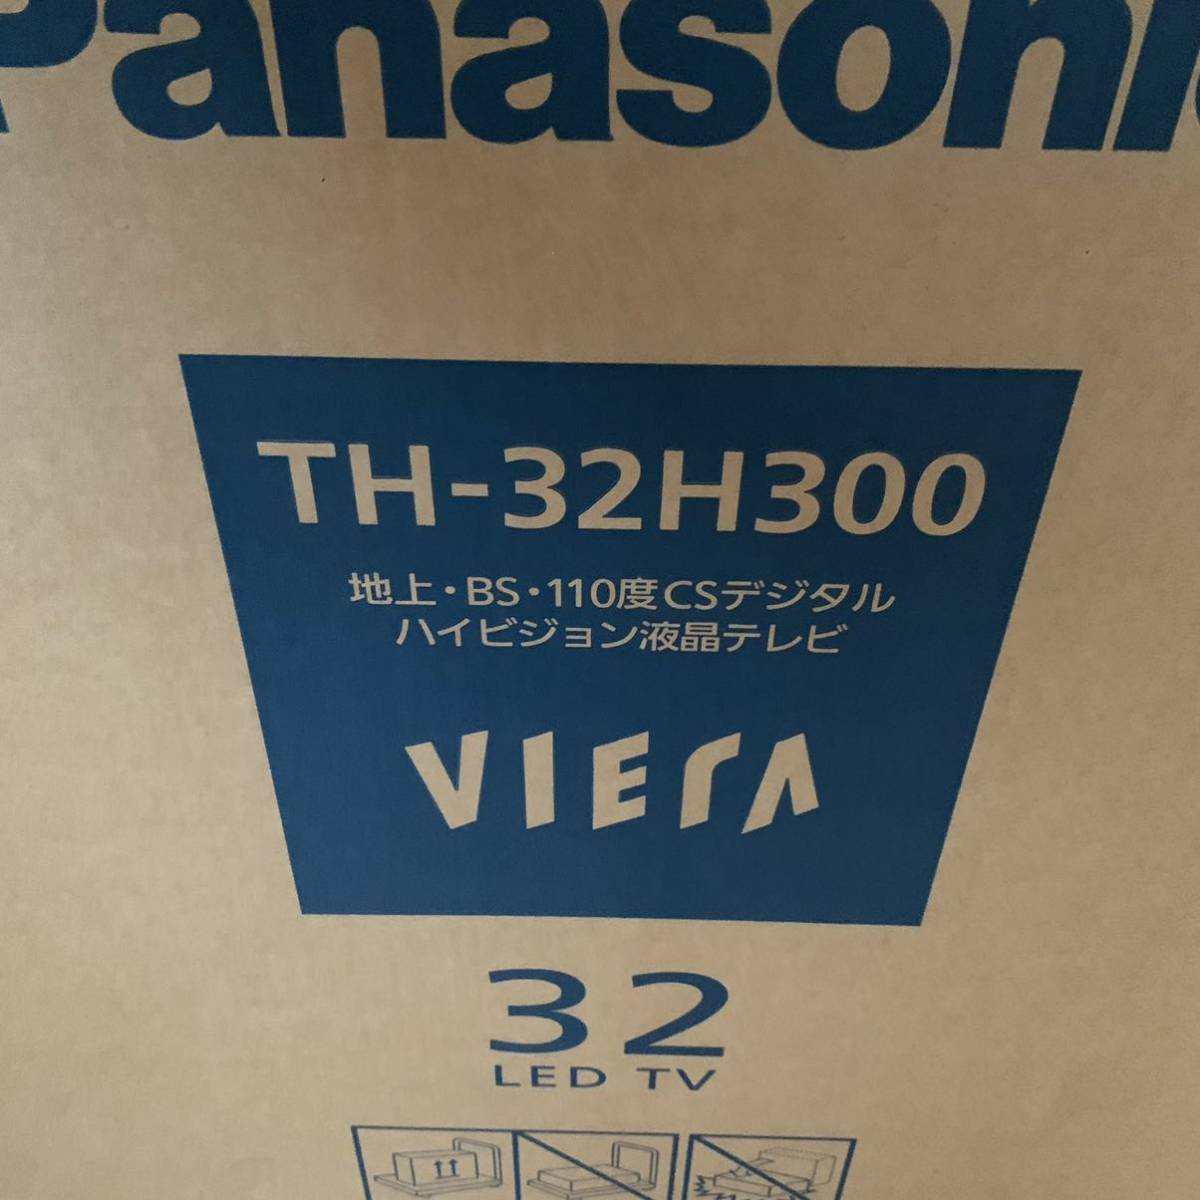 Panasonic
TH-32H300
地上・BS・110度CSデジタル
ハイビジョン液晶テレビ
VIERA
32
LED TV